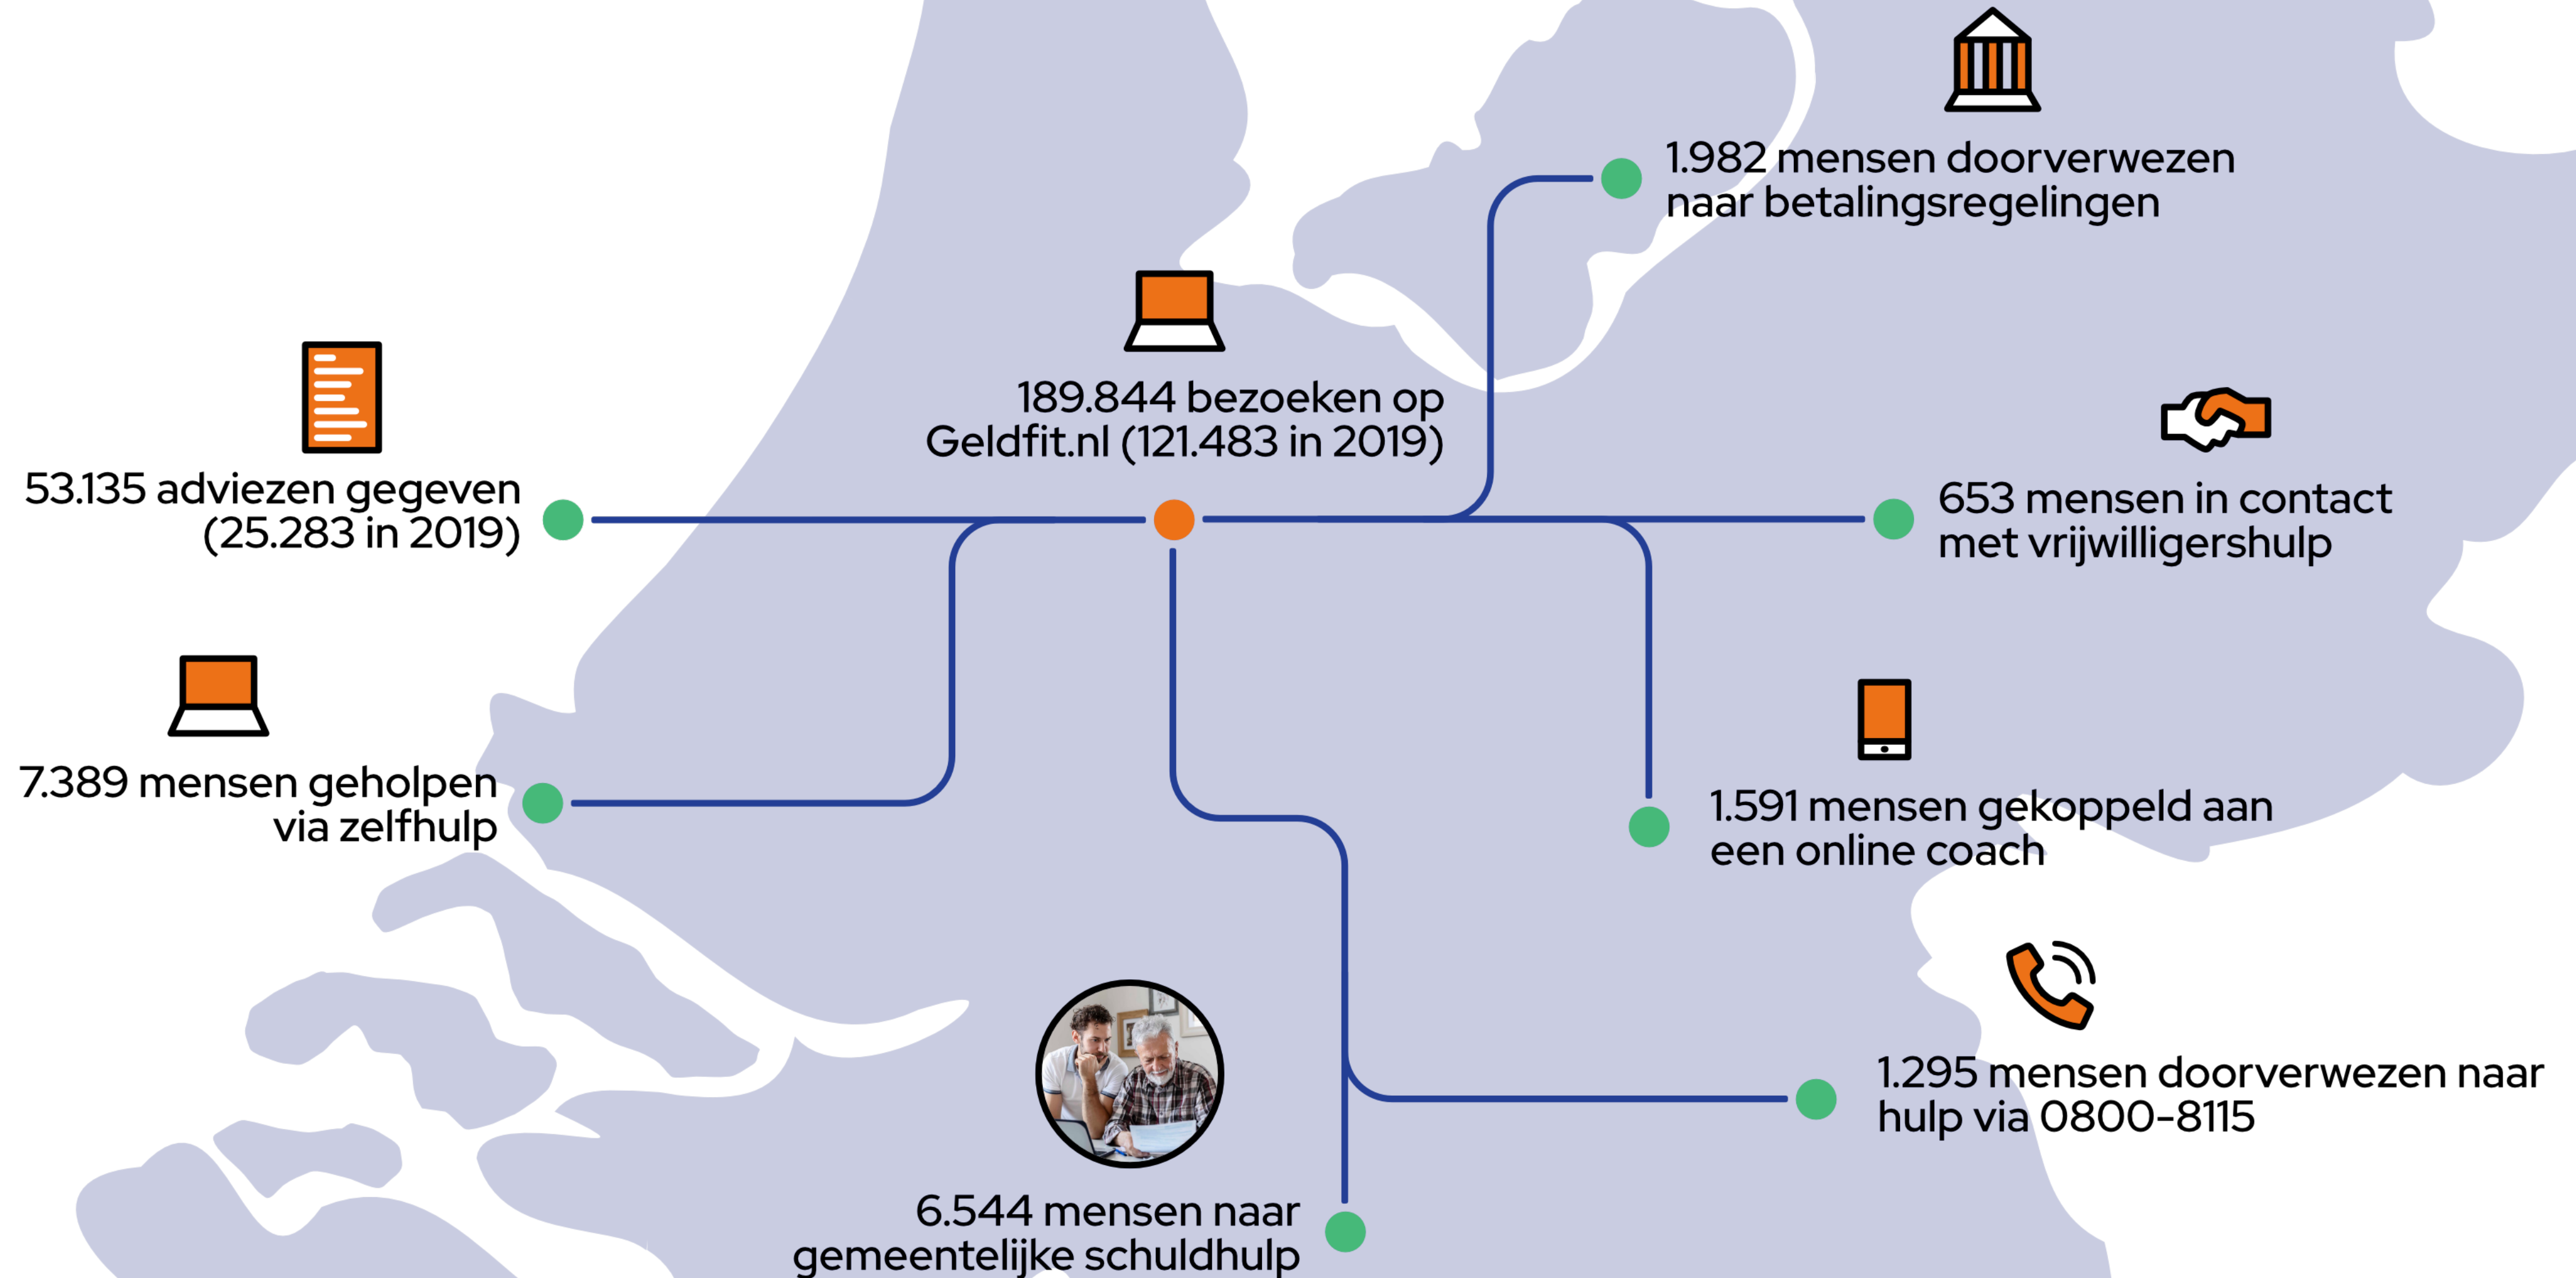 1.982 mensen doorverwezen
naar betalingsregelingen
189.844 bezoeken op
Geldfit.nl (121.483 in 2019)
53.135 adviezen gegeven
(25.283 in 2019)
653 mensen in contact
met vrijwilligershulp
7.389 mensen geholpen
via zelfhulp
1.591 mensen gekoppeld aan
een online coach
1.295 mensen doorverwezen naar
hulp via 0800-8115
6.544 mensen naar
gemeentelijke schuldhulp